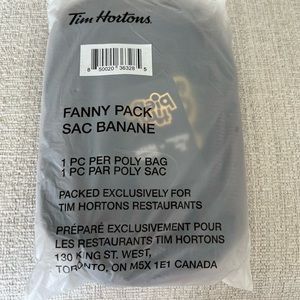 Tim Hortons.
8 50020 36328 5
FANNY PACK
SAC BANANE
1 PC PER POLY BAG
1 PC PAR POLY SAC
PACKED EXCLUSIVELY FOR
TIM HORTONS RESTAURANTS
PRÉPARÉ EXCLUSIVEMENT POUR
LES RESTAURANTS TIM HORTONS
130 KING ST. WEST,
TORONTO, ON M5X 1E1 CANADA